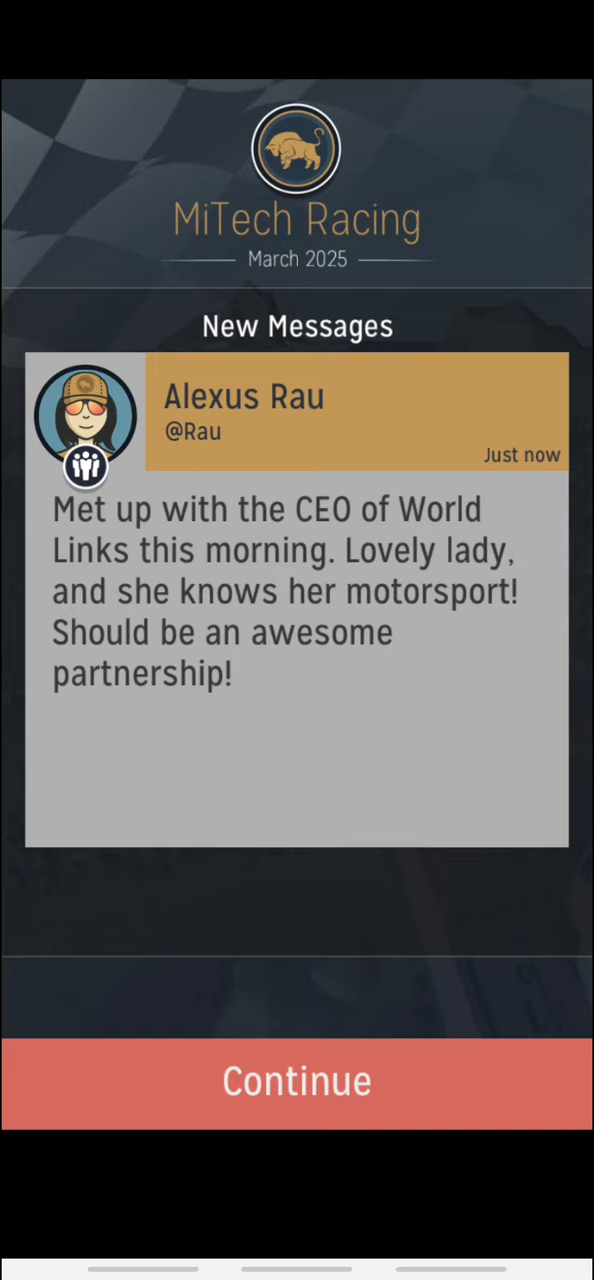 MiTech Racing
March 2025
New Messages
Alexus Rau
@Rau
Just now
Met up with the CEO of World
Links this morning. Lovely lady,
and she knows her motorsport!
Should be an awesome
partnership!
Continue